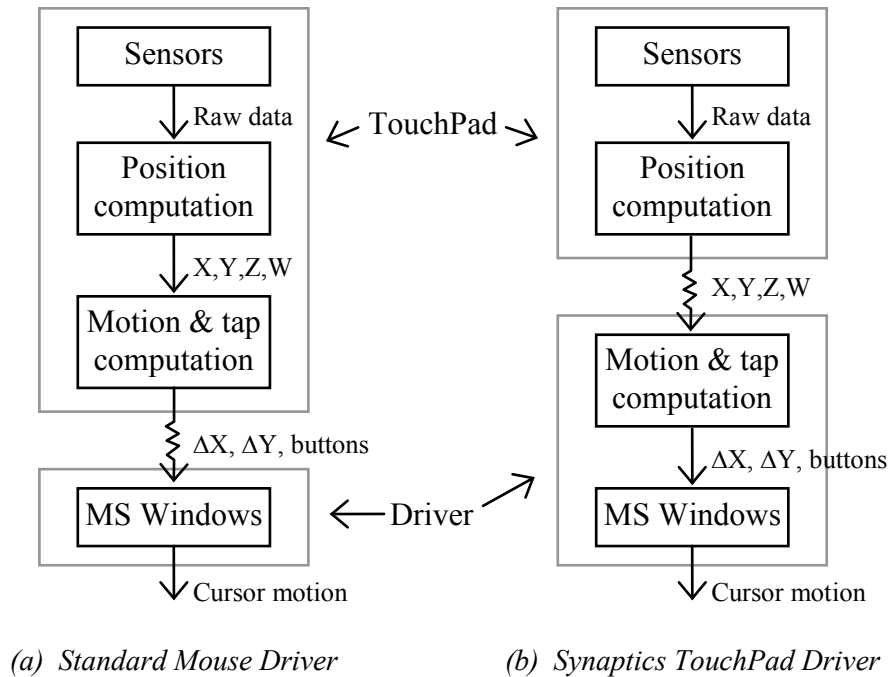 Sensors
Raw data
Position
computation
X,Y,Z,W
Motion & tap
computation
ΔX, ΔY, buttons
MS Windows
Cursor motion
TouchPad
Driver
Sensors
Raw data
Position
computation
X,Y,Z,W
Motion & tap
computation
ΔX, ΔY, buttons
MS Windows
Cursor motion
(a) Standard Mouse Driver
(b) Synaptics TouchPad Driver